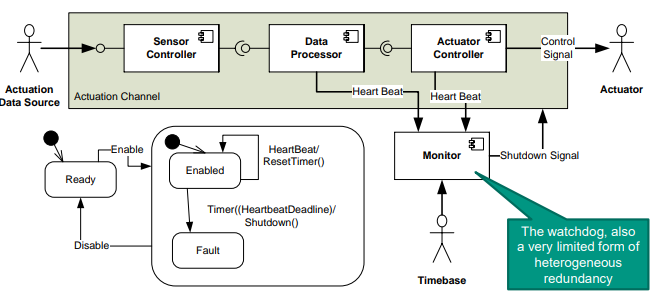 Sensor
Controller
Data
Processor
Actuator
Controller
Control
Signal
Actuation
Data Source
Actuation Channel
Actuator
Heart Beat
Heart Beat
Enable
HeartBeat/
ResetTimer()
Ready
Enabled
Monitor
Shutdown Signal
Timer((HeartbeatDeadline)/
Shutdown()
Disable
Fault
Timebase
The watchdog, also
a very limited form of
heterogeneous
redundancy